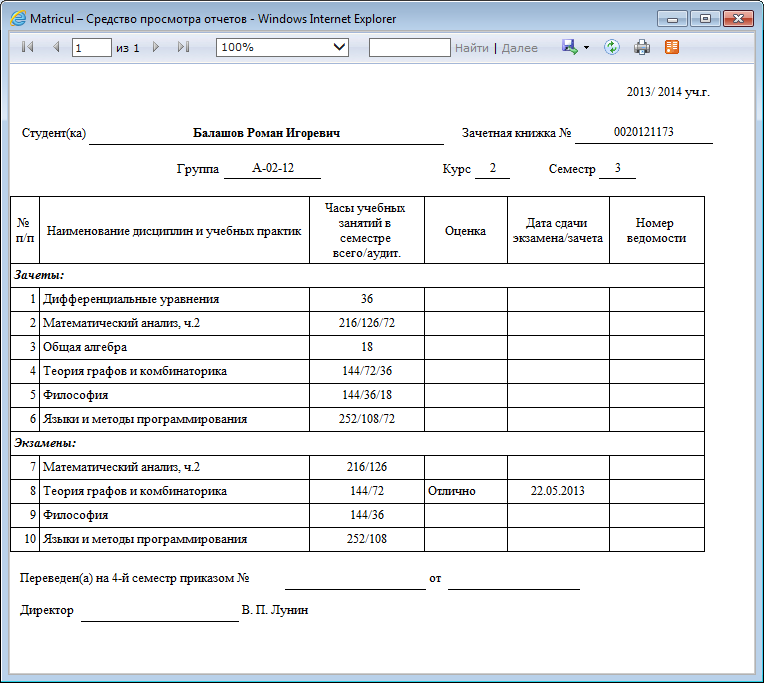 Matricul – Средство просмотра отчетов - Windows Internet Explorer
1 из 1 100% Найти | Далее
2013/ 2014 уч.г.
Студент(ка) Балашов Роман Игоревич Зачетная книжка № 0020121173
Группа А-02-12 Курс 2 Семестр 3
№ п/п Наименование дисциплин и учебных практик Часы учебных занятий в семестре всего/аудит. Оценка Дата сдачи экзамена/зачета Номер ведомости
Зачеты:
1 Дифференциальные уравнения 36
2 Математический анализ, ч.2 216/126/72
3 Общая алгебра 18
4 Теория графов и комбинаторика 144/72/36
5 Философия 144/36/18
6 Языки и методы программирования 252/108/72
Экзамены:
7 Математический анализ, ч.2 216/126
8 Теория графов и комбинаторика 144/72 Отлично 22.05.2013
9 Философия 144/36
10 Языки и методы программирования 252/108
Переведен(а) на 4-й семестр приказом № от
Директор В. П. Лунин